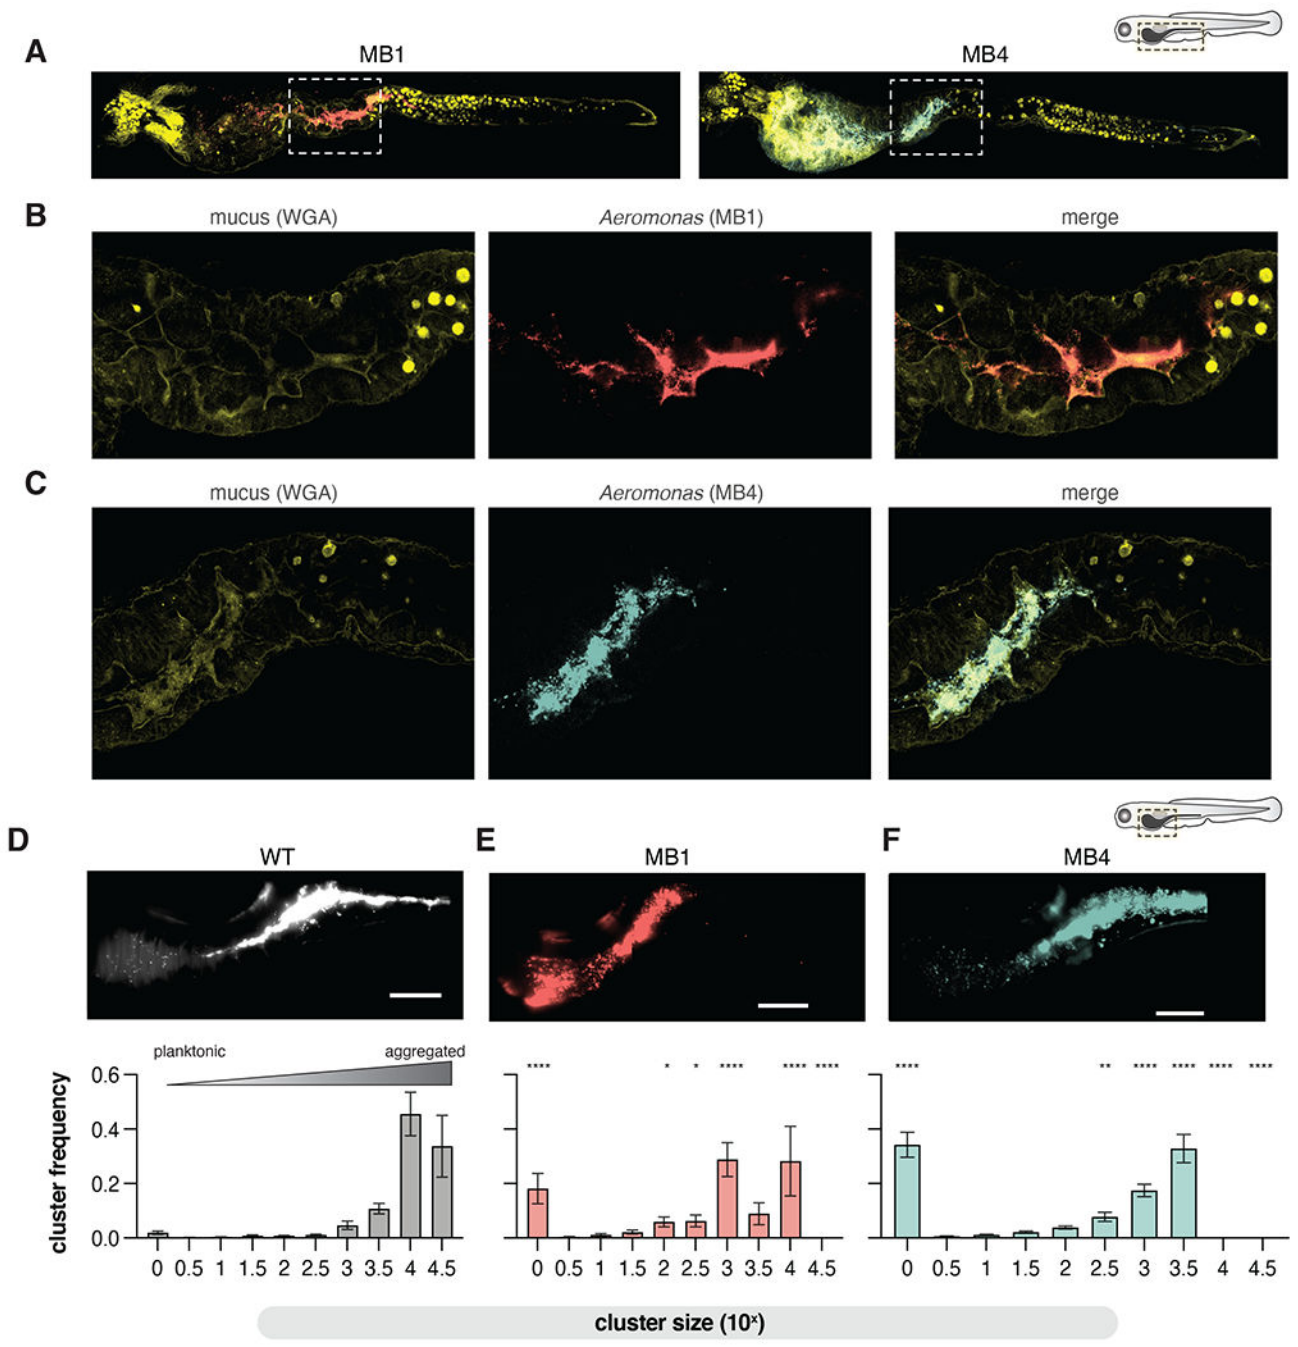 A
MB1
MB4
B
mucus (WGA)
Aeromonas (MB1)
merge
C
mucus (WGA)
Aeromonas (MB4)
merge
D
WT
E
MB1
F
MB4
planktonic
aggregated
cluster frequency
0.6
0.4
0.2
0.0
0 0.5 1 1.5 2 2.5 3 3.5 4 4.5
**** * * **** **** ****
0 0.5 1 1.5 2 2.5 3 3.5 4 4.5
**** ** **** **** **** ****
0 0.5 1 1.5 2 2.5 3 3.5 4 4.5
cluster size (10ˣ)